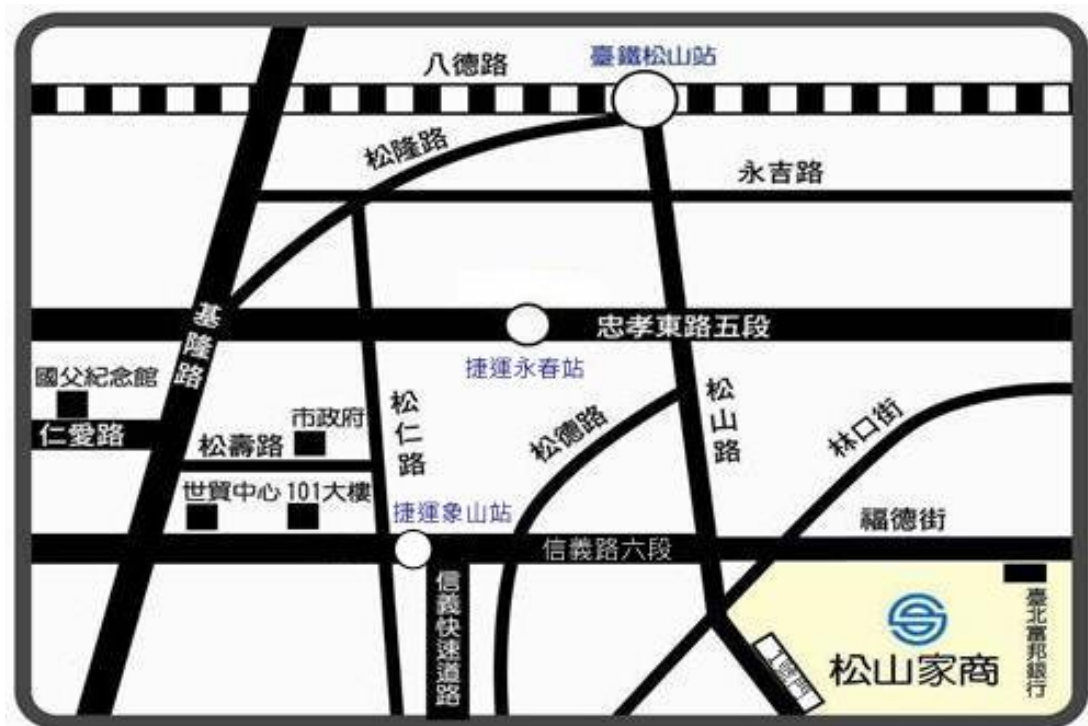 八德路
臺鐵松山站
松隆路
永吉路
基隆路
忠孝東路五段
捷運永春站
國父紀念館
仁愛路
市政府
松壽路
松仁路
松德路
松山路
林口街
世貿中心
101大樓
捷運象山站
信義路六段
福德街
信義快速道路
1號門
松山家商
臺北富邦銀行